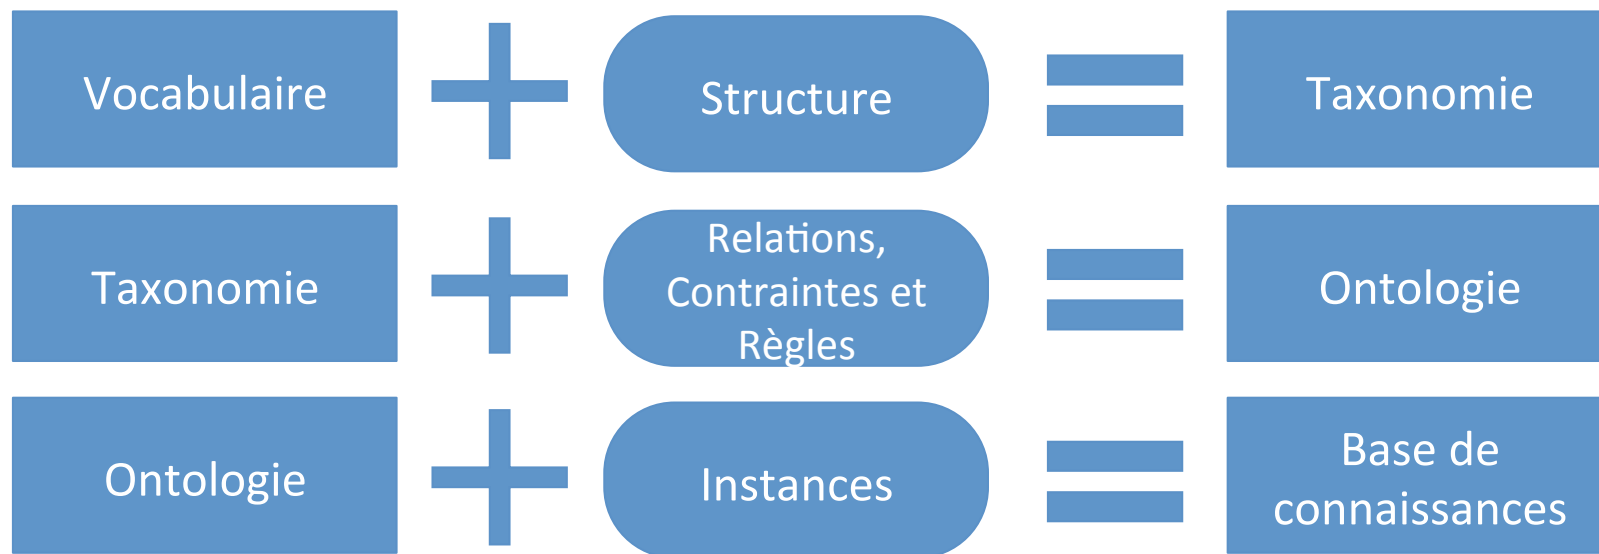 Vocabulaire
Structure
Taxonomie
Taxonomie
Relations,
Contraintes et
Règles
Ontologie
Ontologie
Instances
Base de
connaissances